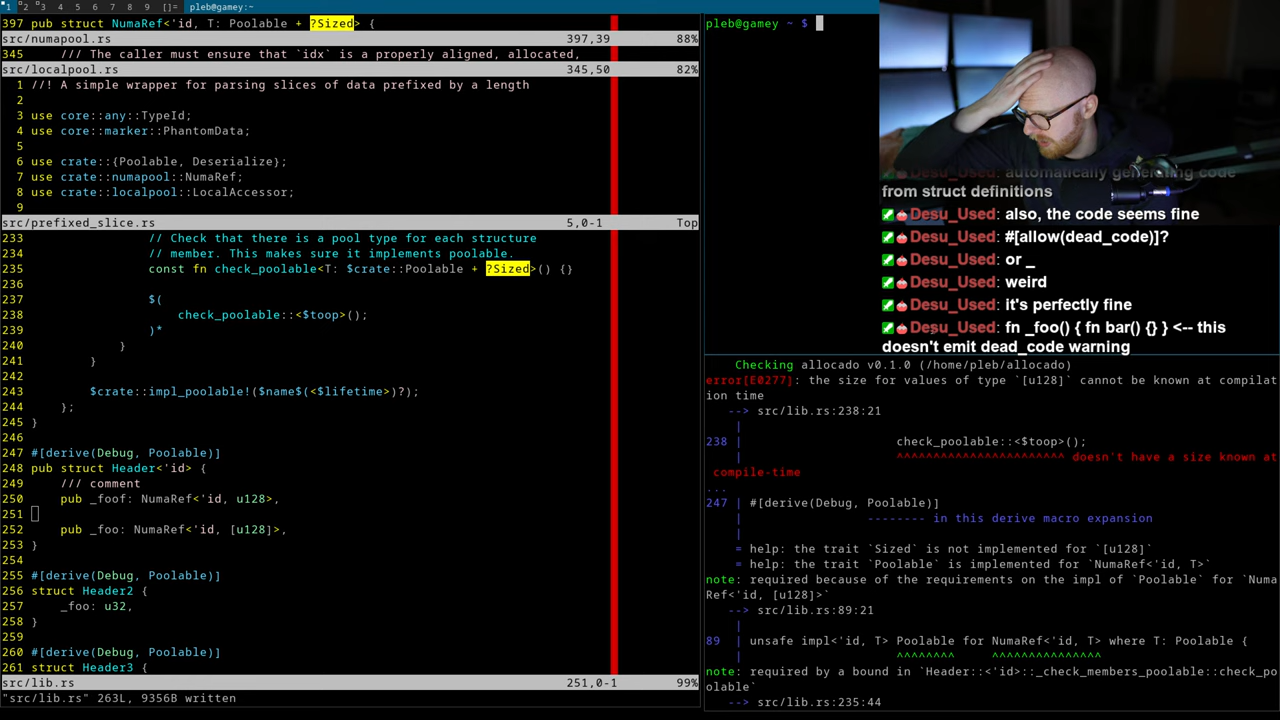 1 2 3 4 5 6 7 8 9 []= pleb@gamey:~
397 pub struct NumaRef<'id, T: Poolable + ?Sized> {
src/numapool.rs 397,39 88%
345 /// The caller must ensure that `idx` is a properly aligned, allocated,
src/localpool.rs 345,50 82%
1 //! A simple wrapper for parsing slices of data prefixed by a length
2
3 use core::any::TypeId;
4 use core::marker::PhantomData;
5
6 use crate::{Poolable, Deserialize};
7 use crate::numapool::NumaRef;
8 use crate::localpool::LocalAccessor;
9
src/prefixed_slice.rs 5,0-1 Top
233 // Check that there is a pool type for each structure
234 // member. This makes sure it implements poolable.
235 const fn check_poolable<T: $crate::Poolable + ?Sized>() {}
236
237 $(
238 check_poolable::<$toop>();
239 )*
240 }
241 }
242
243 $crate::impl_poolable!($name$(<$lifetime>)?);
244 };
245 }
246
247 #[derive(Debug, Poolable)]
248 pub struct Header<'id> {
249 /// comment
250 pub _foof: NumaRef<'id, u128>,
251
252 pub _foo: NumaRef<'id, [u128]>,
253 }
254
255 #[derive(Debug, Poolable)]
256 struct Header2 {
257 _foo: u32,
258 }
259
260 #[derive(Debug, Poolable)]
261 struct Header3 {
src/lib.rs 251,0-1 99%
"src/lib.rs" 263L, 9356B written
pleb@gamey ~ $
Desu_Used: automatically generating code
from struct definitions
Desu_Used: also, the code seems fine
Desu_Used: #[allow(dead_code)]?
Desu_Used: or _
Desu_Used: weird
Desu_Used: it's perfectly fine
Desu_Used: fn _foo() { fn bar() {} } <-- this
doesn't emit dead_code warning
Checking allocado v0.1.0 (/home/pleb/allocado)
error[E0277]: the size for values of type `[u128]` cannot be known at compilat
ion time
--> src/lib.rs:238:21
|
238 | check_poolable::<$toop>();
| ^^^^^^^^^^^^^^^^^^^^^^^ doesn't have a size known at
compile-time
...
247 | #[derive(Debug, Poolable)]
| -------- in this derive macro expansion
|
= help: the trait `Sized` is not implemented for `[u128]`
= help: the trait `Poolable` is implemented for `NumaRef<'id, T>`
note: required because of the requirements on the impl of `Poolable` for `Numa
Ref<'id, [u128]>`
--> src/lib.rs:89:21
|
89 | unsafe impl<'id, T> Poolable for NumaRef<'id, T> where T: Poolable {
| ^^^^^^^^ ^^^^^^^^^^^^^^^
note: required by a bound in `Header::<'id>::_check_members_poolable::check_po
olable`
--> src/lib.rs:235:44